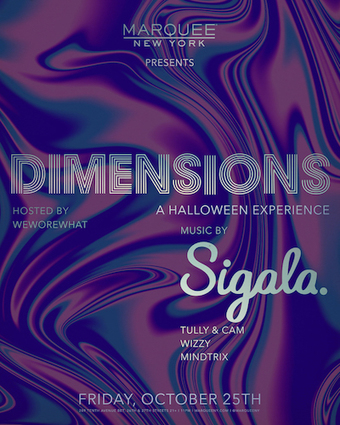 MARQUEE
NEW YORK
PRESENTS
DIMENSIONS
HOSTED BY
WEWOREWHAT
A HALLOWEEN EXPERIENCE
MUSIC BY
Sigala.
TULLY & CAM
WIZZY
MINDTRIX
FRIDAY, OCTOBER 25TH